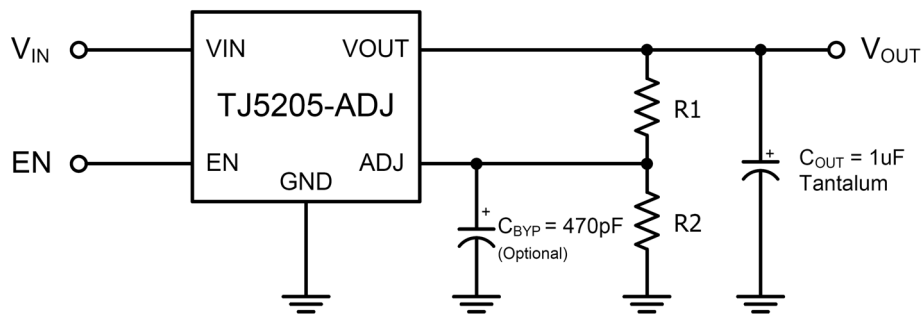 VIN VIN VOUT VOUT
TJ5205-ADJ
R1
EN EN ADJ
GND
COUT = 1uF
Tantalum
CBYP = 470pF
(Optional)
R2